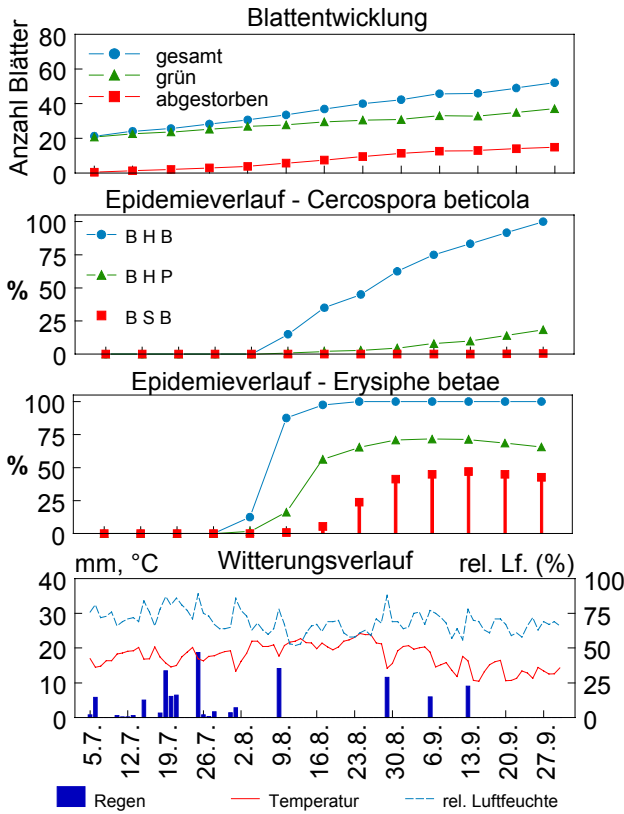 Blattentwicklung
Anzahl Blätter
80
60
40
20
0
gesamt
grün
abgestorben
Epidemieverlauf - Cercospora beticola
%
100
75
50
25
0
B H B
B H P
B S B
Epidemieverlauf - Erysiphe betae
%
100
75
50
25
0
mm, °C Witterungsverlauf rel. Lf. (%)
40 100
30 75
20 50
10 25
0 0
5.7. 12.7. 19.7. 26.7. 2.8. 9.8. 16.8. 23.8. 30.8. 6.9. 13.9. 20.9. 27.9.
Regen Temperatur rel. Luftfeuchte